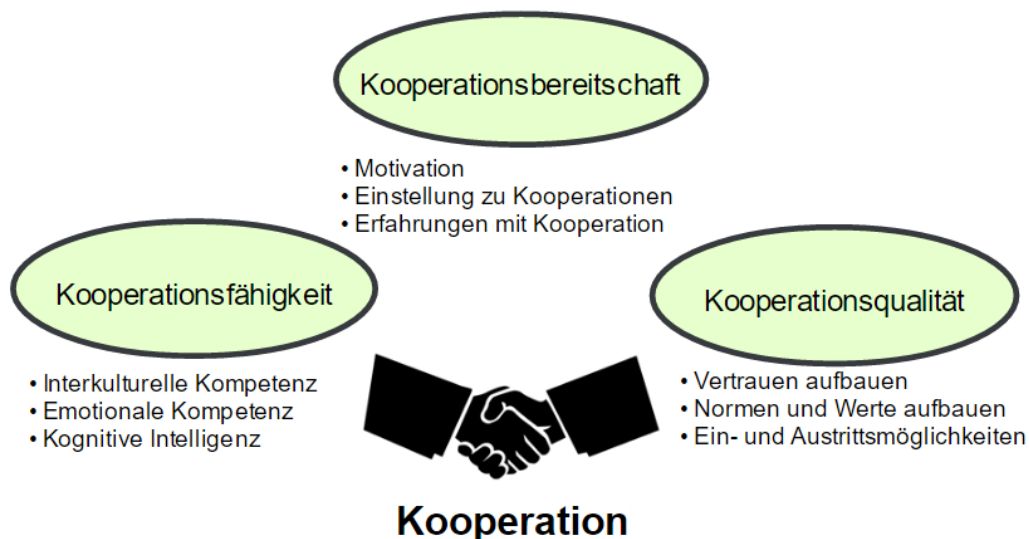 Kooperationsbereitschaft
• Motivation
• Einstellung zu Kooperationen
• Erfahrungen mit Kooperation
Kooperationsfähigkeit
• Interkulturelle Kompetenz
• Emotionale Kompetenz
• Kognitive Intelligenz
Kooperationsqualität
• Vertrauen aufbauen
• Normen und Werte aufbauen
• Ein- und Austrittsmöglichkeiten
Kooperation